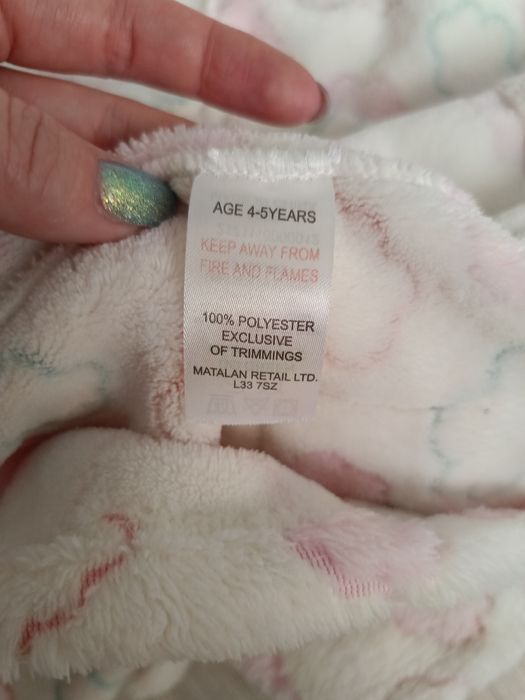 AGE 4-5YEARS
KEEP AWAY FROM
FIRE AND FLAMES
100% POLYESTER
EXCLUSIVE
OF TRIMMINGS
MATALAN RETAIL LTD.
L33 7SZ